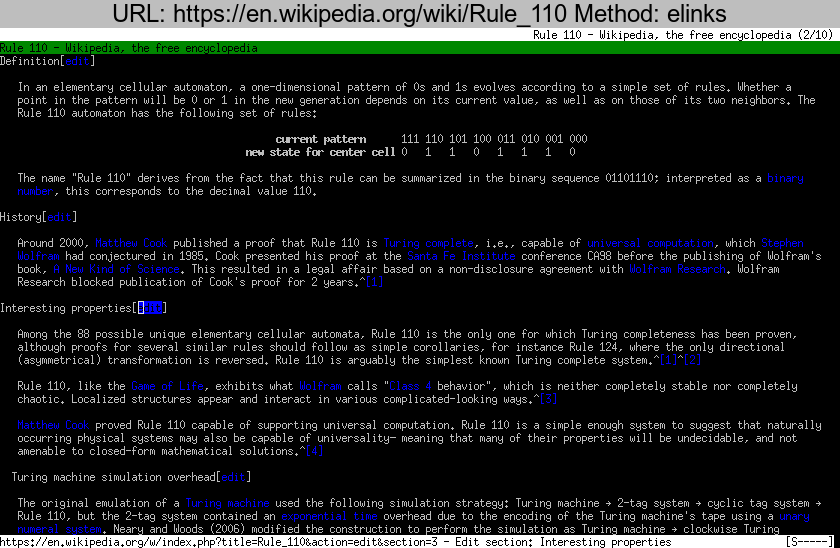 URL: https://en.wikipedia.org/wiki/Rule_110 Method: elinks
Rule 110 - Wikipedia, the free encyclopedia (2/10)
Rule 110 - Wikipedia, the free encyclopedia
Definition[edit]
In an elementary cellular automaton, a one-dimensional pattern of 0s and 1s evolves according to a simple set of rules. Whether a
point in the pattern will be 0 or 1 in the new generation depends on its current value, as well as on those of its two neighbors. The
Rule 110 automaton has the following set of rules:
current pattern 111 110 101 100 011 010 001 000
new state for center cell 0 1 1 0 1 1 1 0
The name "Rule 110" derives from the fact that this rule can be summarized in the binary sequence 01101110; interpreted as a binary
number, this corresponds to the decimal value 110.
History[edit]
Around 2000, Matthew Cook published a proof that Rule 110 is Turing complete, i.e., capable of universal computation, which Stephen
Wolfram had conjectured in 1985. Cook presented his proof at the Santa Fe Institute conference CA98 before the publishing of Wolfram's
book, A New Kind of Science. This resulted in a legal affair based on a non-disclosure agreement with Wolfram Research. Wolfram
Research blocked publication of Cook's proof for 2 years.^[1]
Interesting properties[edit]
Among the 88 possible unique elementary cellular automata, Rule 110 is the only one for which Turing completeness has been proven,
although proofs for several similar rules should follow as simple corollaries, for instance Rule 124, where the only directional
(asymmetrical) transformation is reversed. Rule 110 is arguably the simplest known Turing complete system.^[1]^[2]
Rule 110, like the Game of Life, exhibits what Wolfram calls "Class 4 behavior", which is neither completely stable nor completely
chaotic. Localized structures appear and interact in various complicated-looking ways.^[3]
Matthew Cook proved Rule 110 capable of supporting universal computation. Rule 110 is a simple enough system to suggest that naturally
occurring physical systems may also be capable of universality- meaning that many of their properties will be undecidable, and not
amenable to closed-form mathematical solutions.^[4]
Turing machine simulation overhead[edit]
The original emulation of a Turing machine used the following simulation strategy: Turing machine → 2-tag system → cyclic tag system →
Rule 110, but the 2-tag system contained an exponential time overhead due to the encoding of the Turing machine's tape using a unary
numeral system. Neary and Woods (2006) modified the construction to perform the simulation as Turing machine → clockwise Turing
https://en.wikipedia.org/w/index.php?title=Rule_110&action=edit&section=3 - Edit section: Interesting properties [S-----]